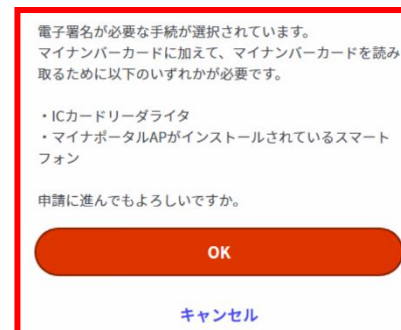 電子署名が必要な手続が選択されています。
マイナンバーカードに加えて、マイナンバーカードを読み
取るために以下のいずれかが必要です。
・ICカードリーダライタ
・マイナポータルAPがインストールされているスマート
フォン
申請に進んでもよろしいですか。
OK
キャンセル